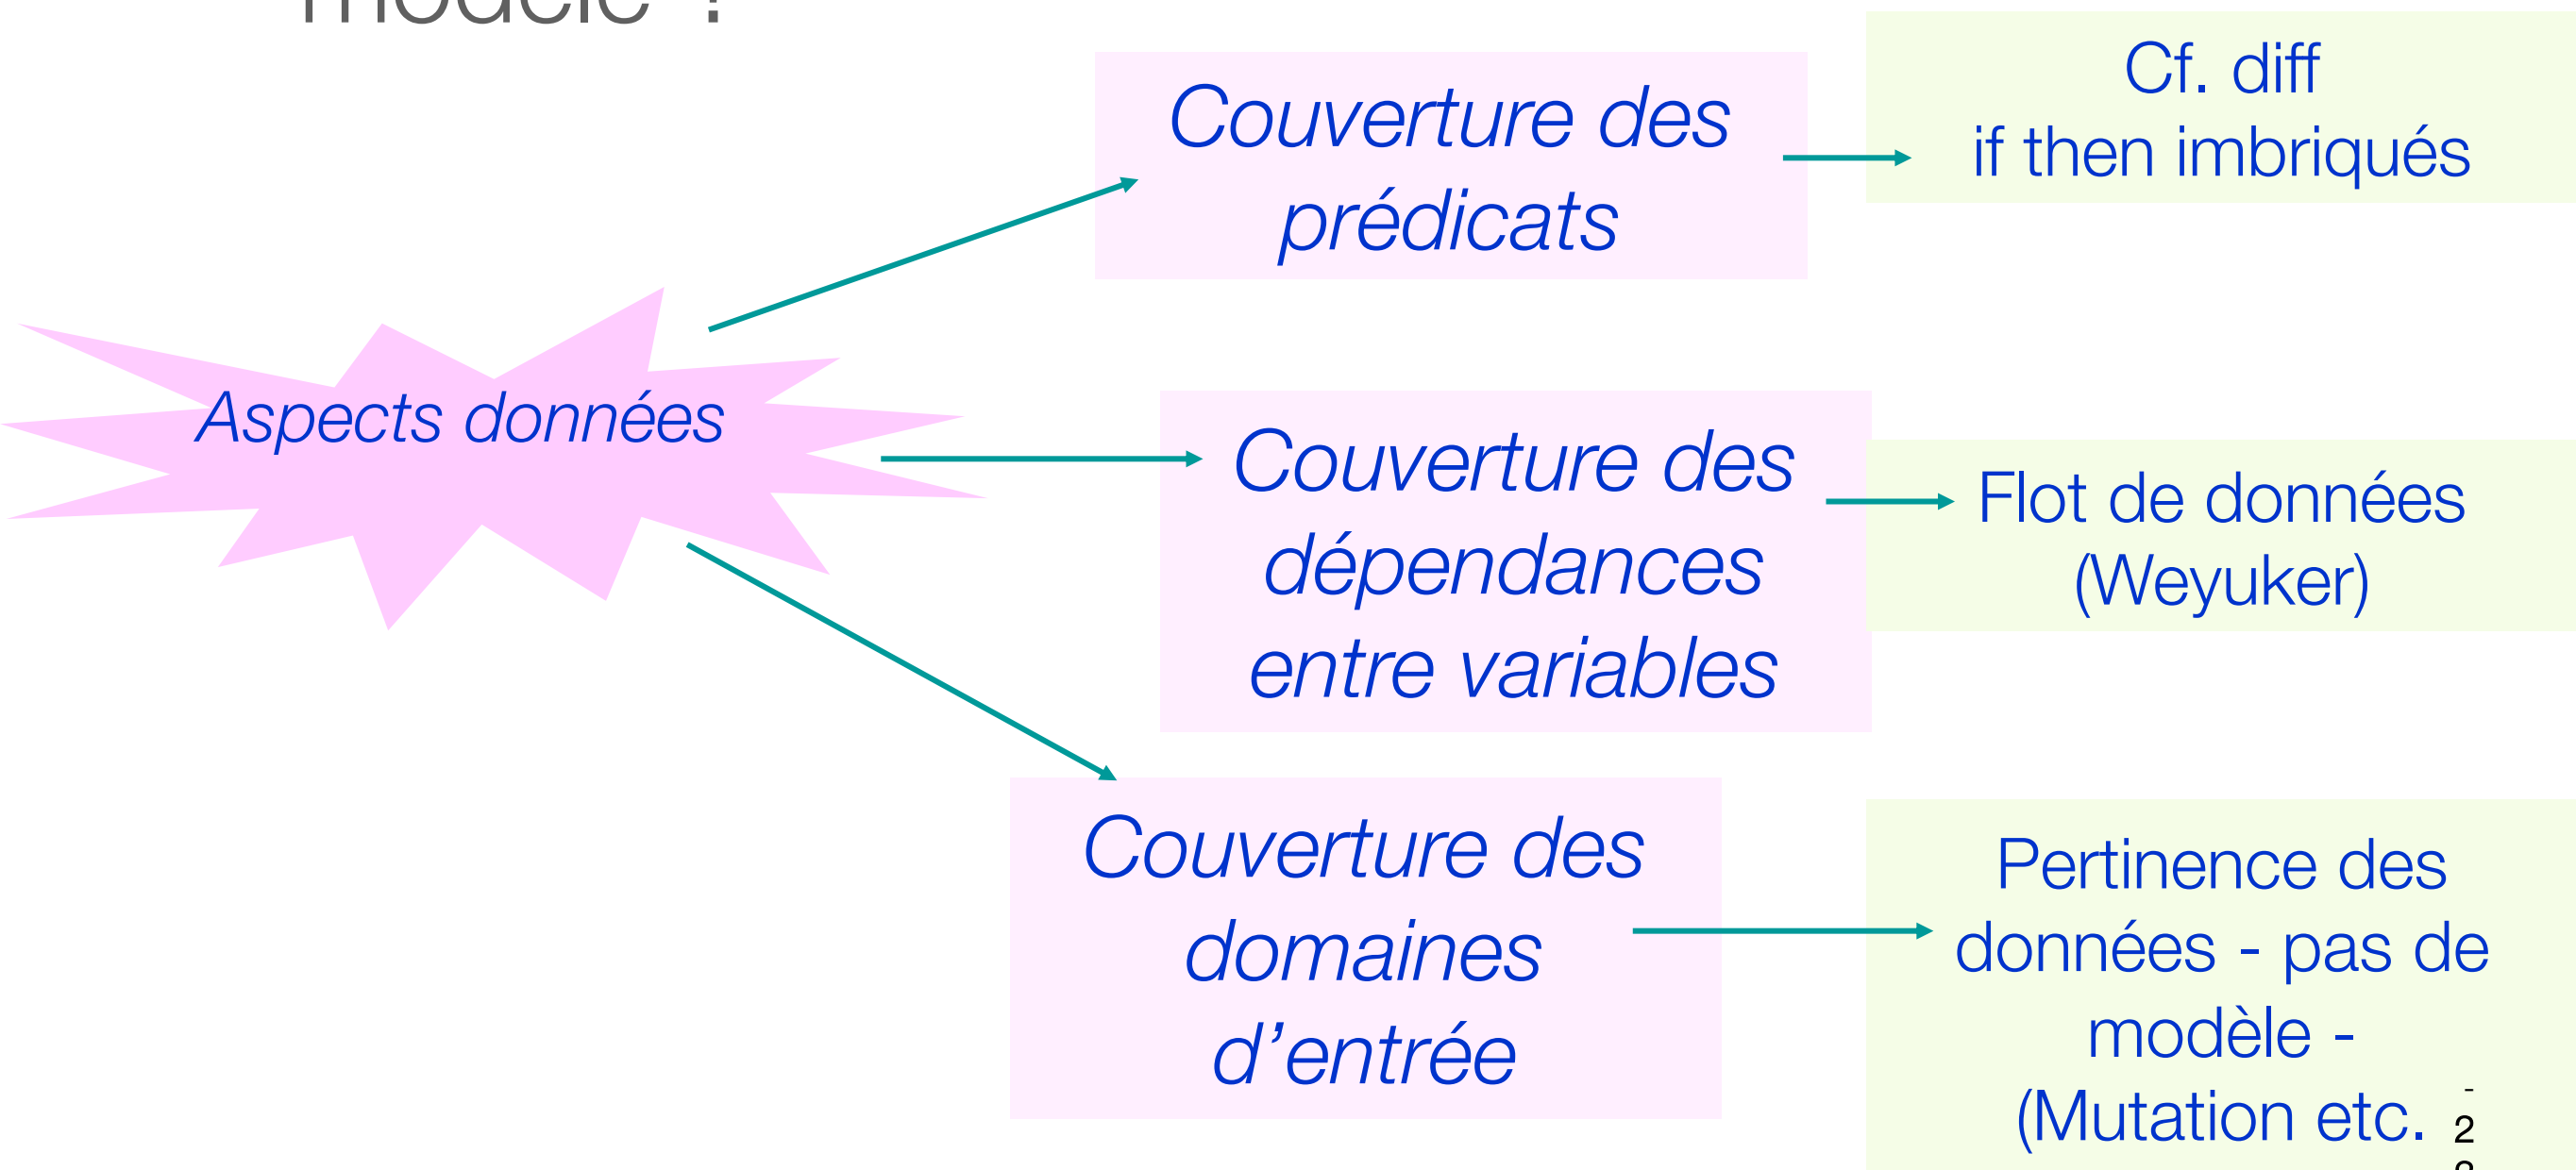 modèle ?
Couverture des
prédicats
Cf. diff
if then imbriqués
Aspects données
Couverture des
dépendances
entre variables
Flot de données
(Weyuker)
Couverture des
domaines
d’entrée
Pertinence des
données - pas de
modèle -
(Mutation etc.
-
2